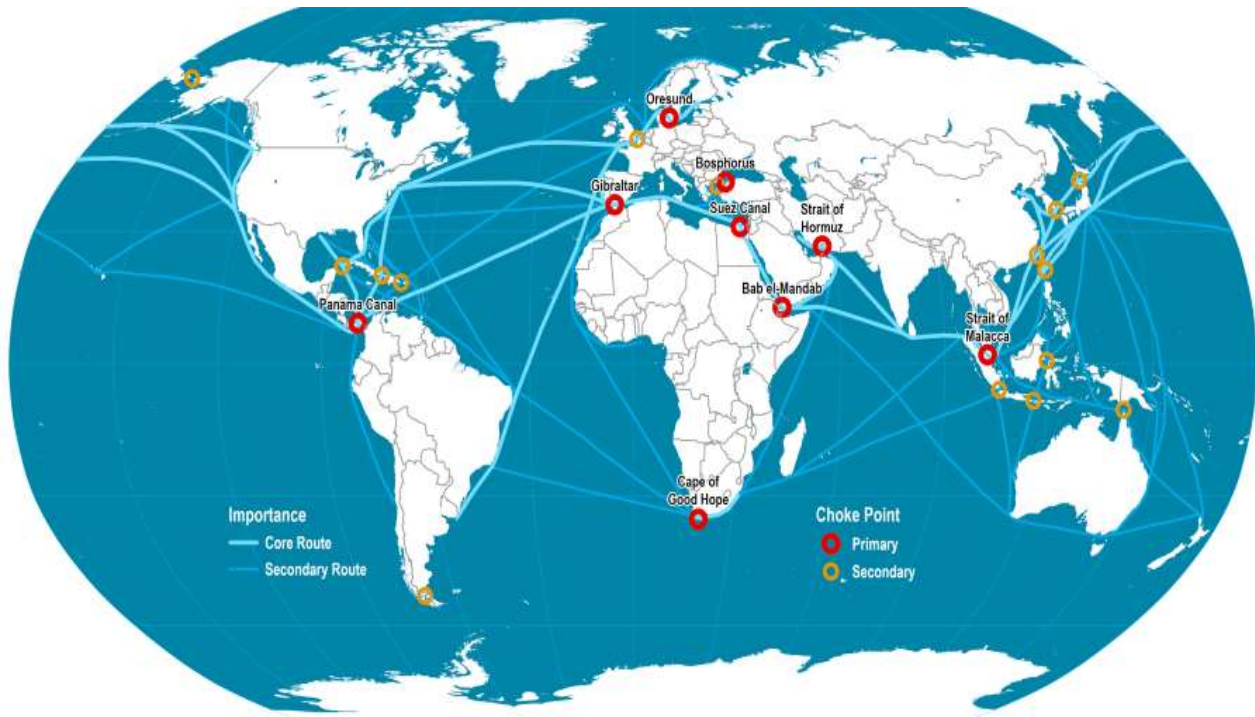 Oresund
Bosphorus
Gibraltar
Suez Canal
Strait of
Hormuz
Bab el-Mandab
Panama Canal
Strait of
Malacca
Cape of
Good Hope
Importance
Core Route
Secondary Route
Choke Point
Primary
Secondary